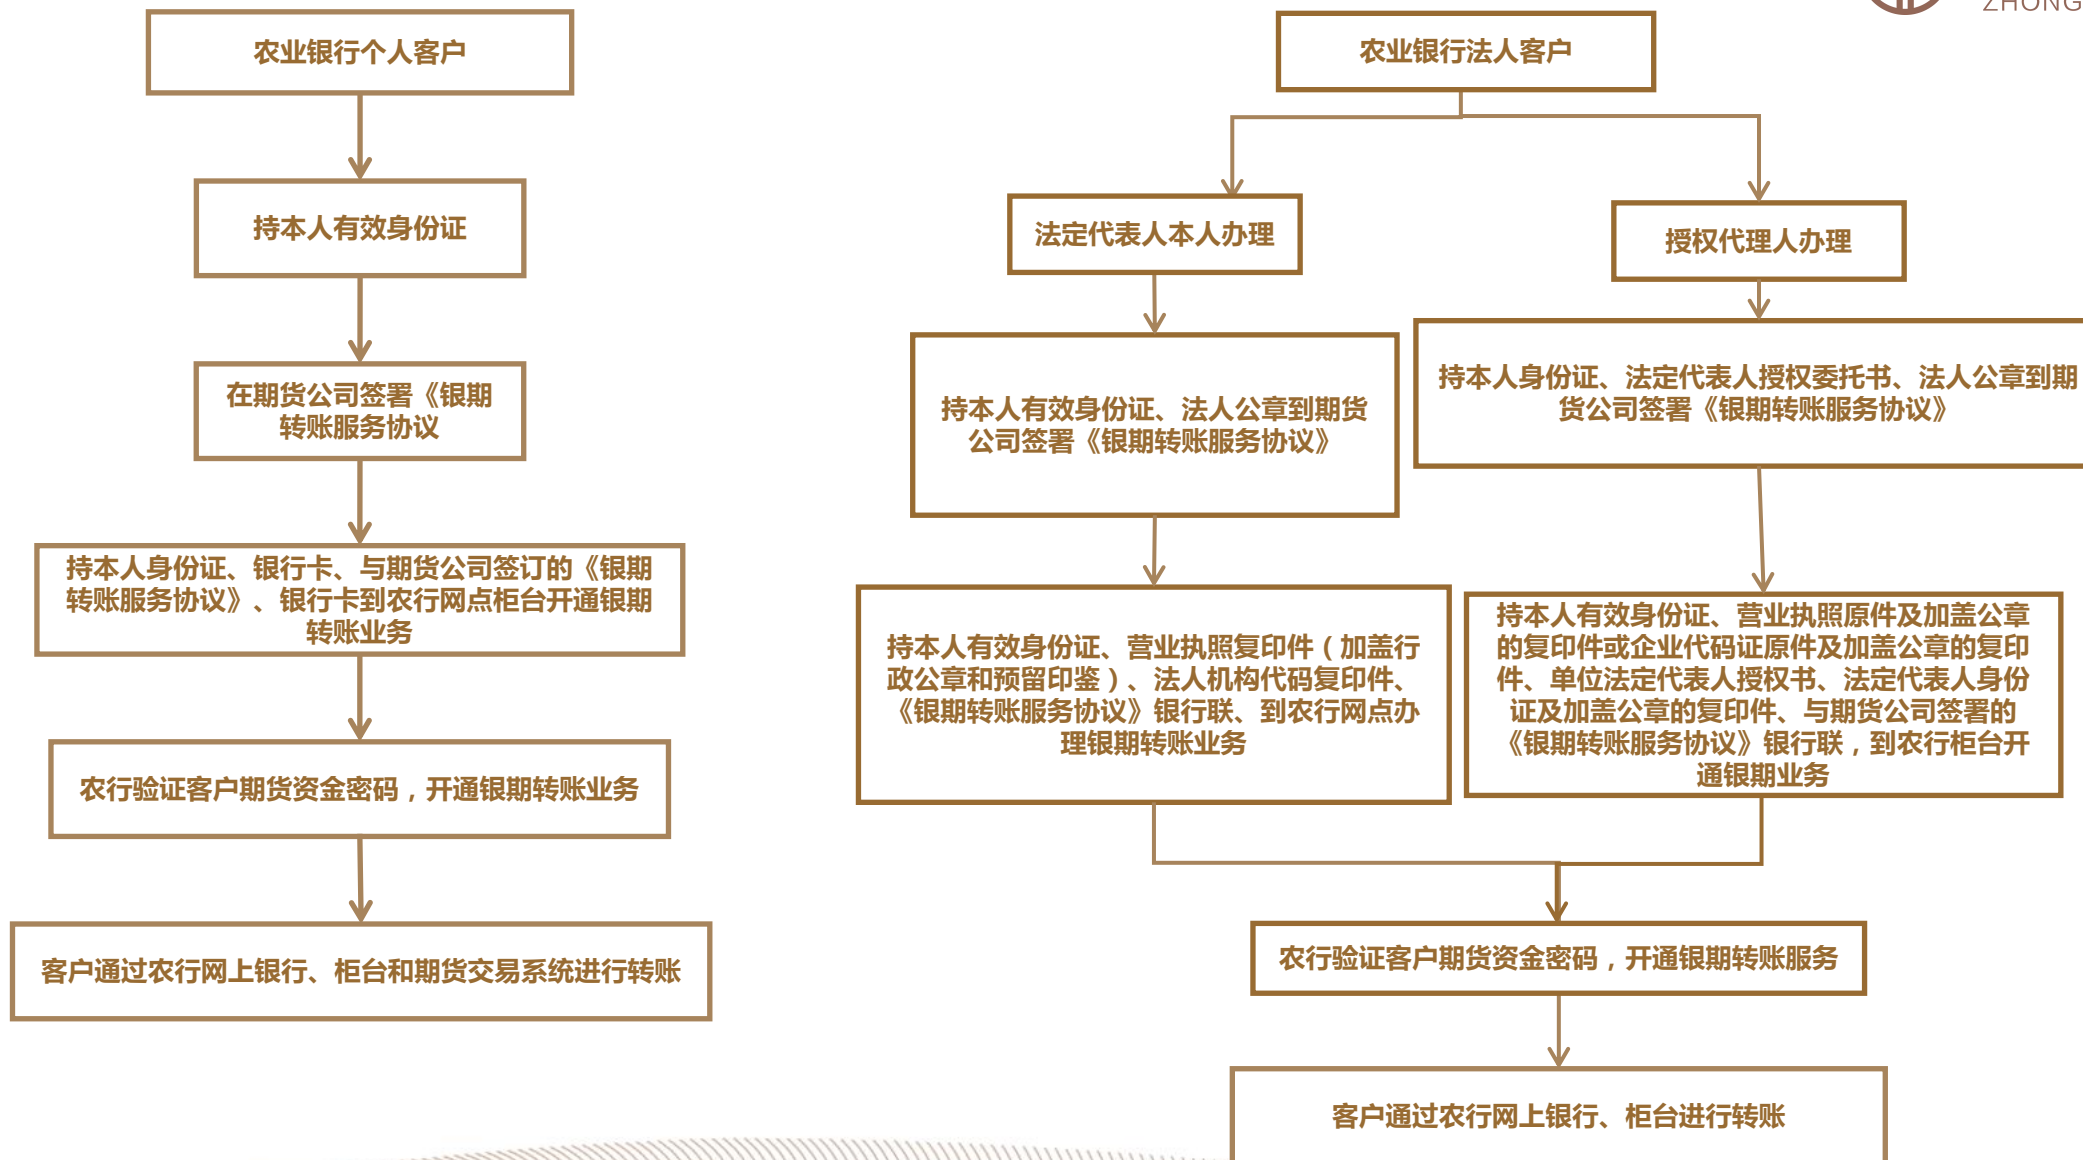 农业银行个人客户
持本人有效身份证
在期货公司签署《银期
转账服务协议
持本人身份证、银行卡、与期货公司签订的《银期
转账服务协议》、银行卡到农行网点柜台开通银期
转账业务
农行验证客户期货资金密码，开通银期转账业务
客户通过农行网上银行、柜台和期货交易系统进行转账
ZHONG
农业银行法人客户
法定代表人本人办理
持本人有效身份证、法人公章到期货
公司签署《银期转账服务协议》
持本人有效身份证、营业执照复印件（加盖行
政公章和预留印鉴）、法人机构代码复印件、
《银期转账服务协议》银行联、到农行网点办
理银期转账业务
授权代理人办理
持本人身份证、法定代表人授权委托书、法人公章到期
货公司签署《银期转账服务协议》
持本人有效身份证、营业执照原件及加盖公章
的复印件或企业代码证原件及加盖公章的复印
件、单位法定代表人授权书、法定代表人身份
证及加盖公章的复印件、与期货公司签署的
《银期转账服务协议》银行联，到农行柜台开
通银期业务
农行验证客户期货资金密码，开通银期转账服务
客户通过农行网上银行、柜台进行转账